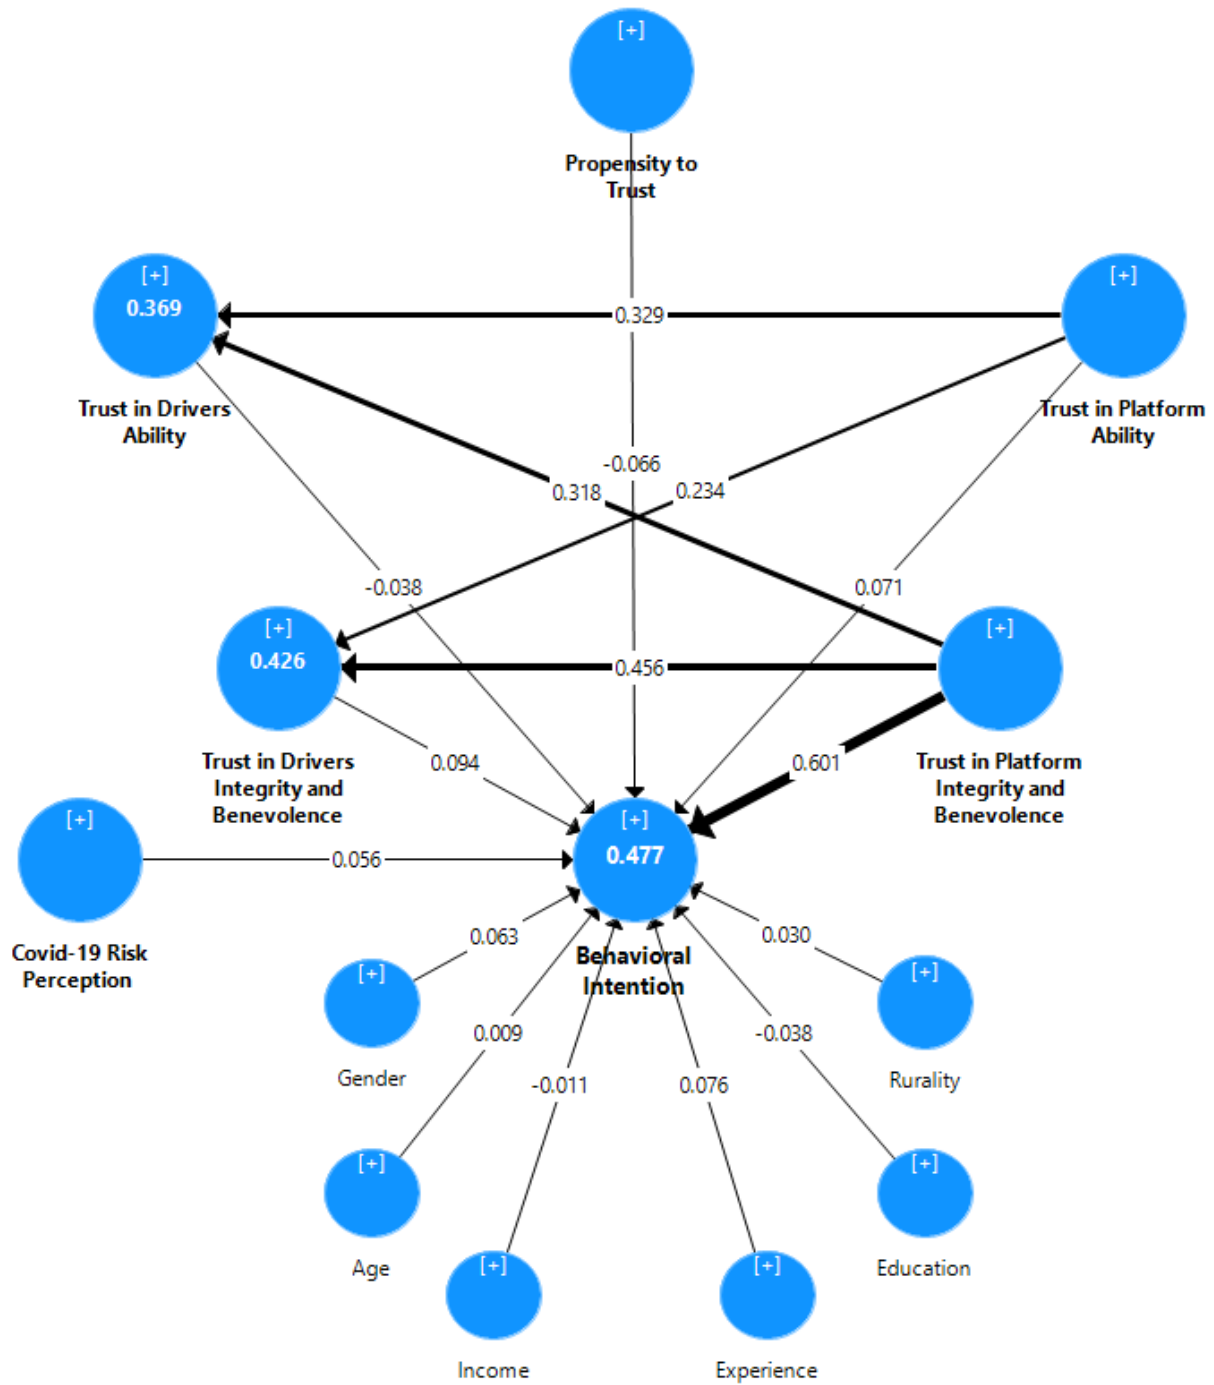 [+]
Propensity to
Trust
[+]
0.369
Trust in Drivers
Ability
[+]
Trust in Platform
Ability
0.329
-0.066
0.318
0.234
-0.038
0.071
[+]
0.426
Trust in Drivers
Integrity and
Benevolence
[+]
Trust in Platform
Integrity and
Benevolence
0.456
0.094
0.601
[+]
Covid-19 Risk
Perception
0.056
[+]
0.477
Behavioral
Intention
0.063
0.030
[+]
Gender
[+]
Rurality
0.009
-0.038
-0.011
0.076
[+]
Age
[+]
Education
[+]
Income
[+]
Experience